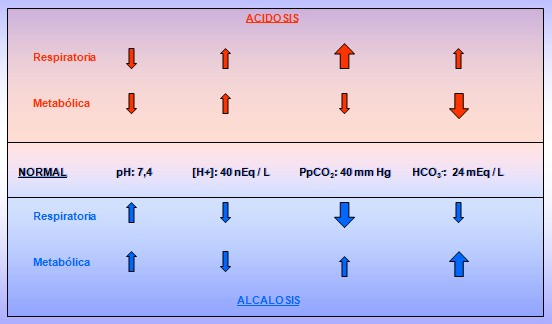 ACIDOSIS
Respiratoria
Metabólica
NORMAL pH: 7,4 [H+]: 40 nEq / L PpCO₂: 40 mm Hg HCO₃⁻: 24 mEq / L
Respiratoria
Metabólica
ALCALOSIS